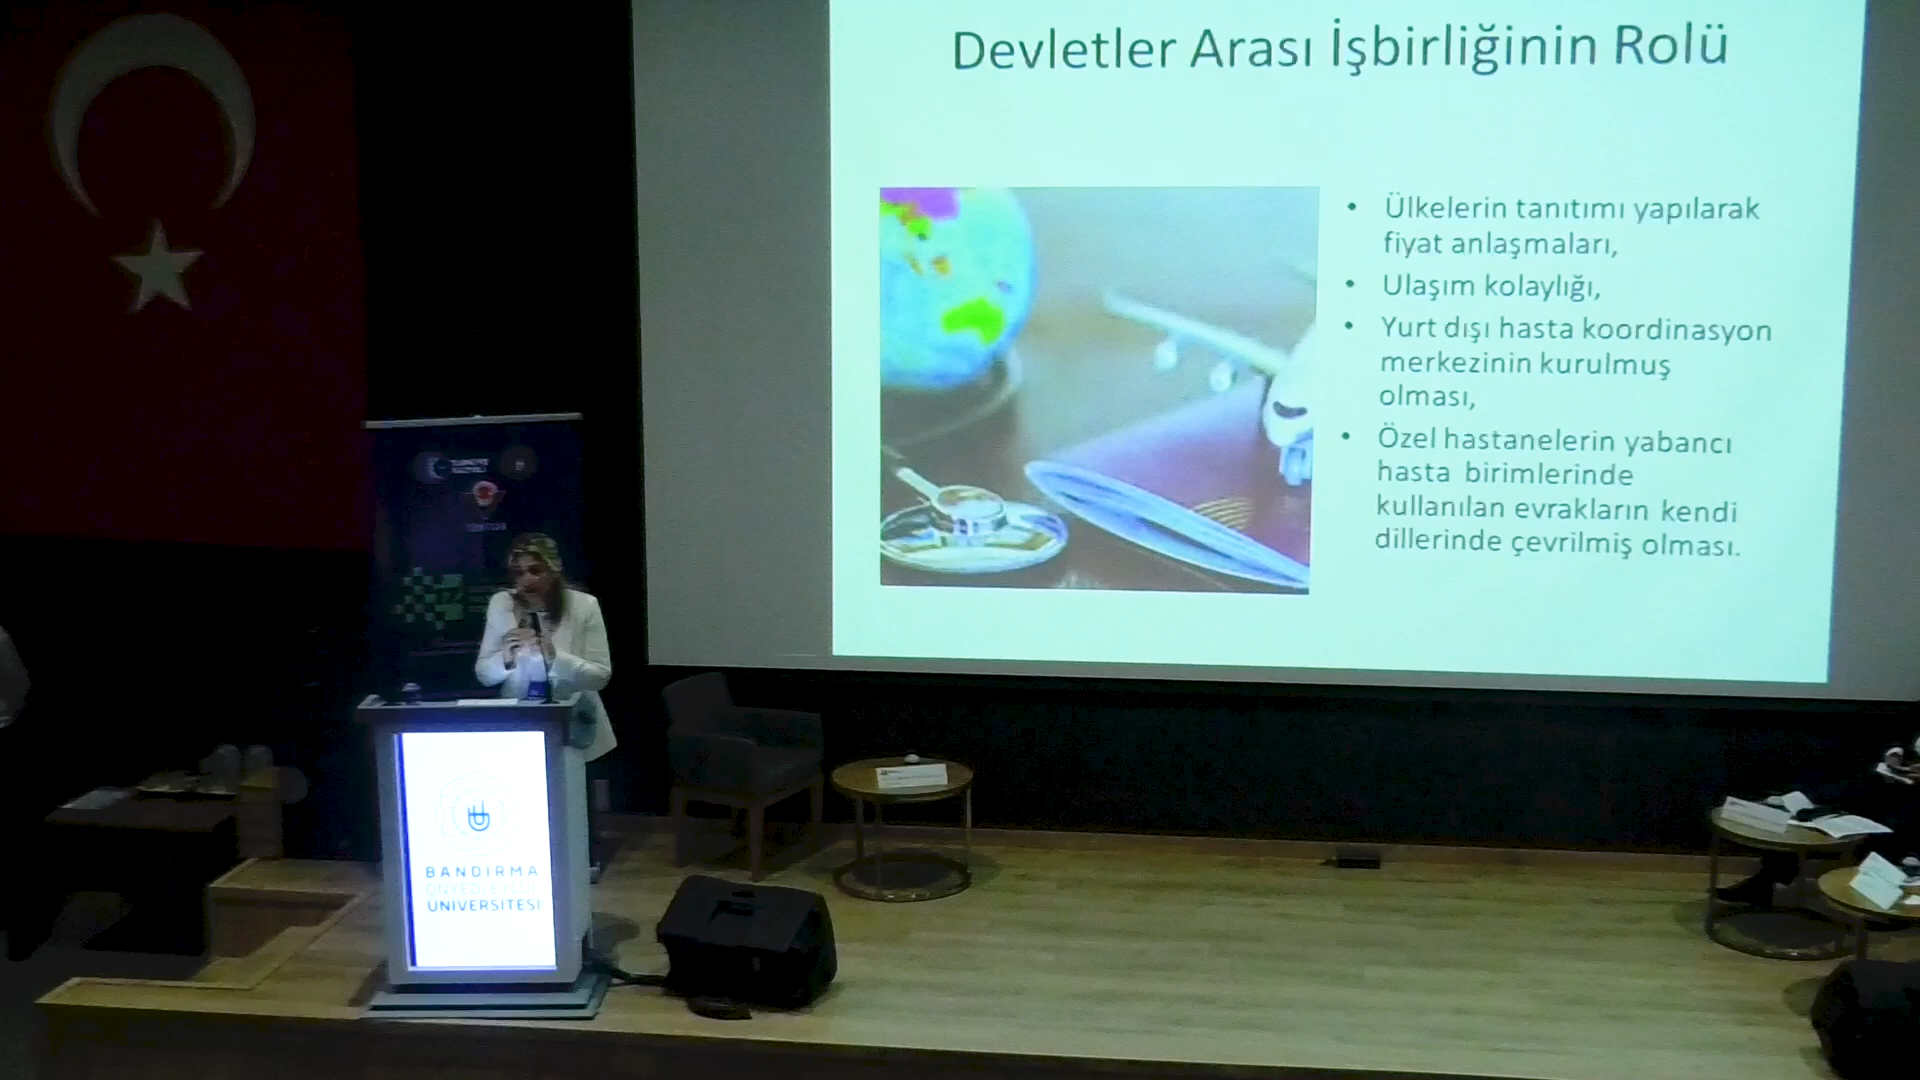 Devletler Arası İşbirliğinin Rolü
• Ülkelerin tanıtımı yapılarak
fiyat anlaşmaları,
• Ulaşım kolaylığı,
• Yurt dışı hasta koordinasyon
merkezinin kurulmuş
olması,
• Özel hastanelerin yabancı
hasta birimlerinde
kullanılan evrakların kendi
dillerinde çevrilmiş olması.
BANDIRMA
ONYEDİ EYLÜL
ÜNİVERSİTESİ